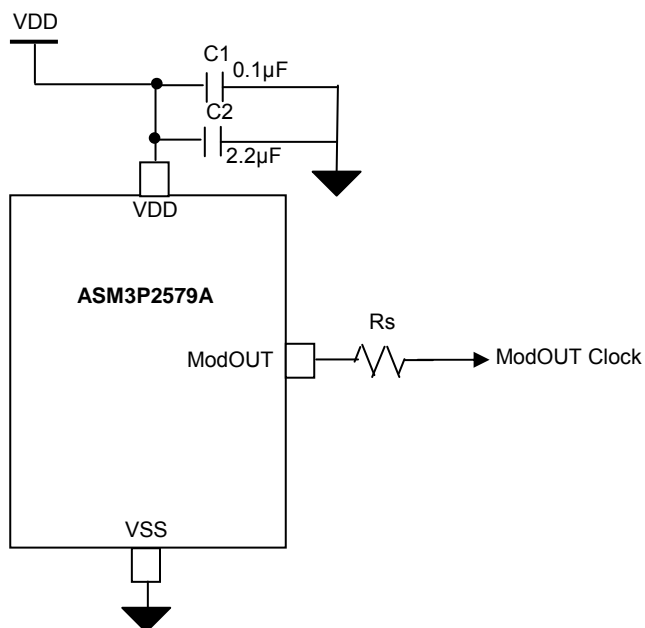 VDD
C1
0.1µF
C2
2.2µF
VDD
ASM3P2579A
Rs
ModOUT
ModOUT Clock
VSS